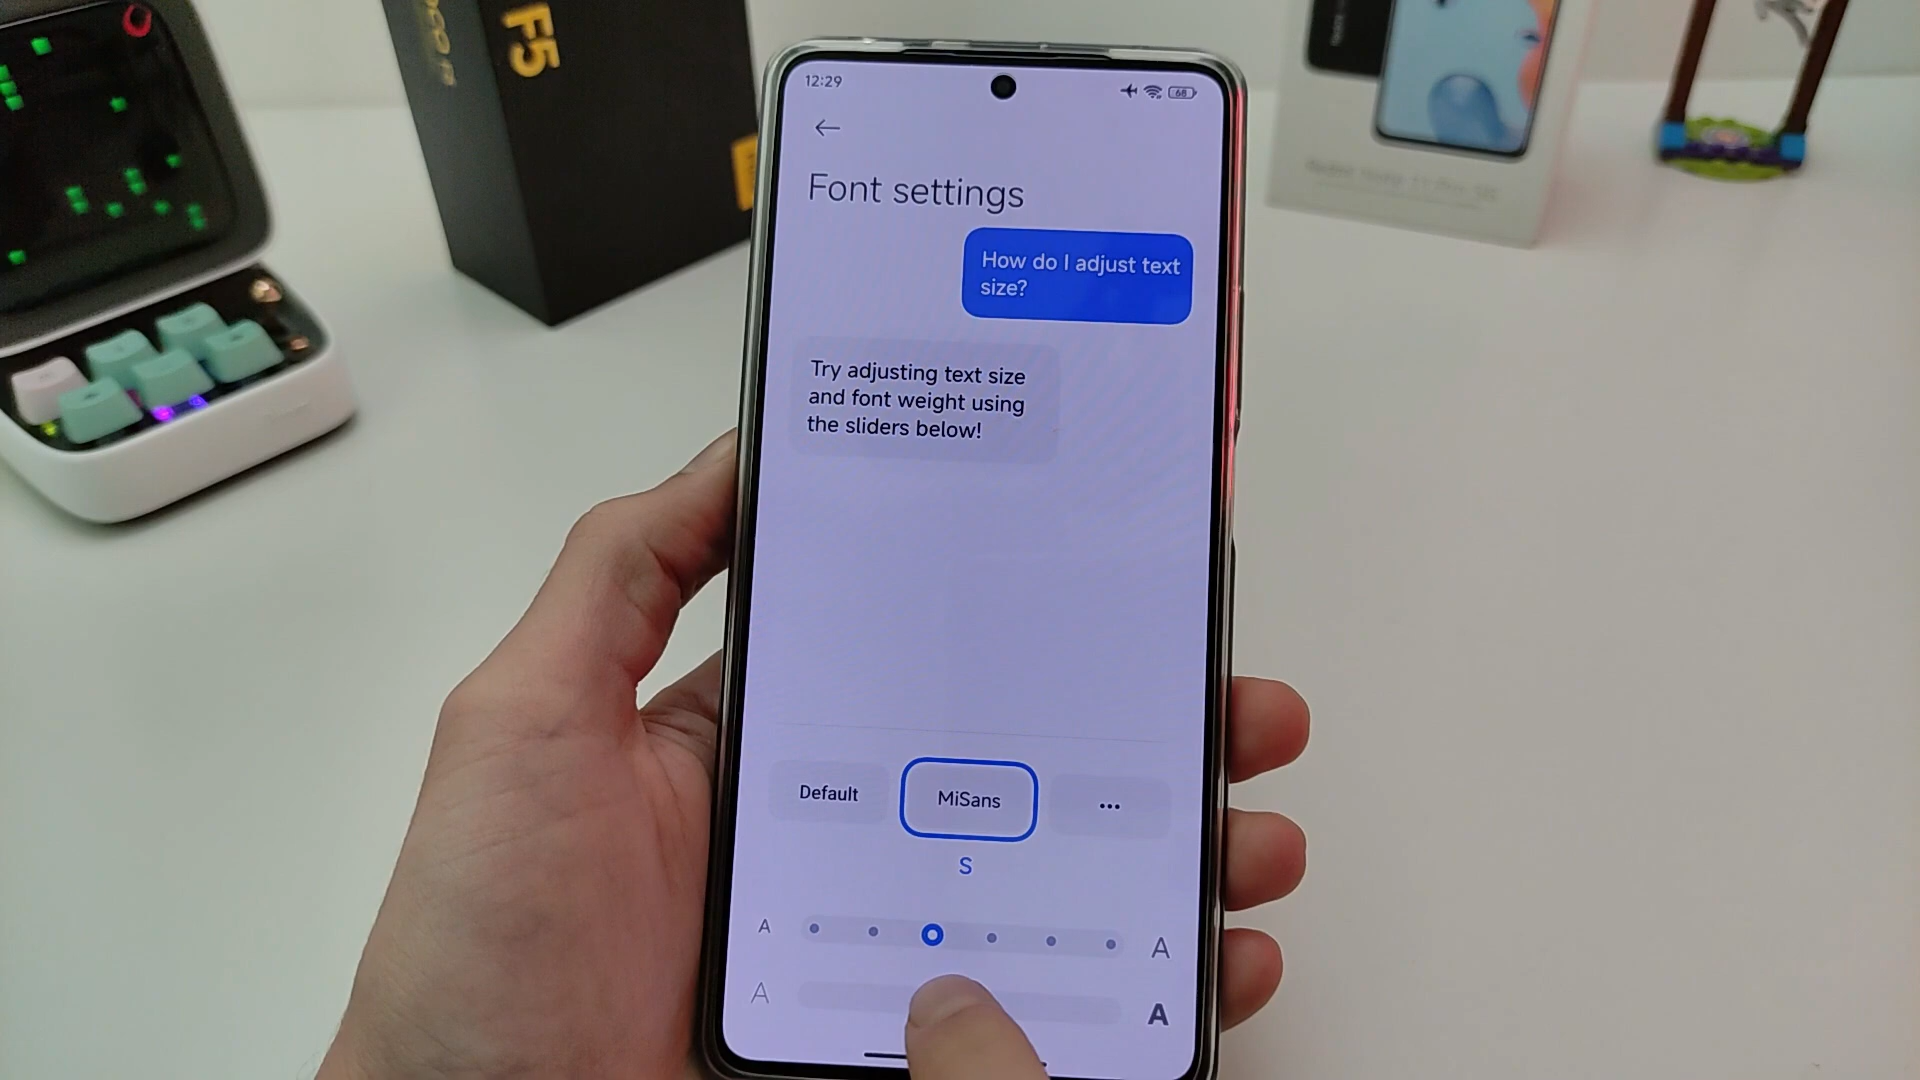 F5
12:29
68
Font settings
How do I adjust text
size?
Try adjusting text size
and font weight using
the sliders below!
Default
MiSans
...
S
A
A
A
A